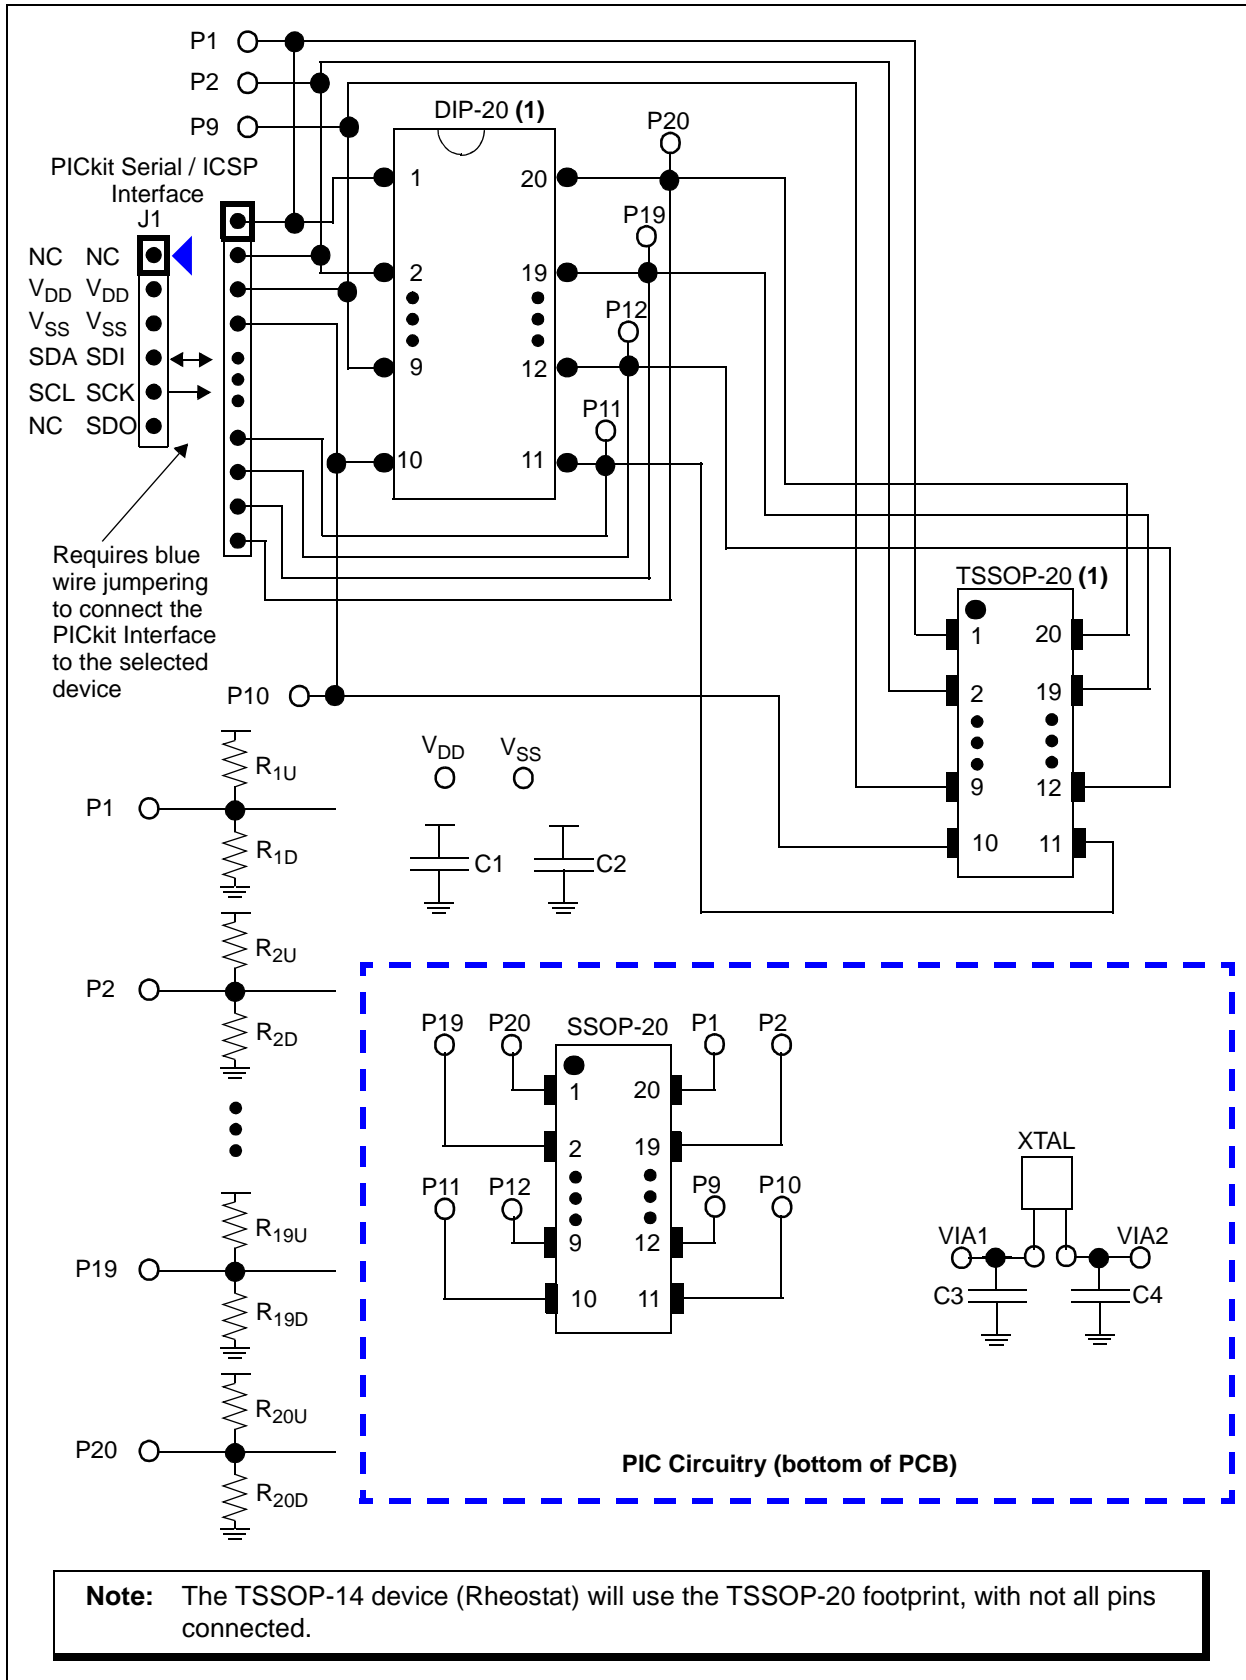 P1
P2
P9
DIP-20 (1)
P20
PICkit Serial / ICSP
Interface
J1
1
20
P19
NC NC
VDD VDD
VSS VSS
SDA SDI
SCL SCK
NC SDO
2
19
P12
9
12
P11
10
11
Requires blue
wire jumpering
to connect the
PICkit Interface
to the selected
device
TSSOP-20 (1)
1
20
2
19
9
12
10
11
P10
VDD
VSS
R1U
P1
R1D
C1
C2
R2U
P2
R2D
P19
P20
SSOP-20
P1
P2
1
20
2
19
P11
P12
P9
P10
9
12
10
11
XTAL
VIA1
VIA2
C3
C4
R19U
P19
R19D
R20U
P20
R20D
PIC Circuitry (bottom of PCB)
Note: The TSSOP-14 device (Rheostat) will use the TSSOP-20 footprint, with not all pins
connected.